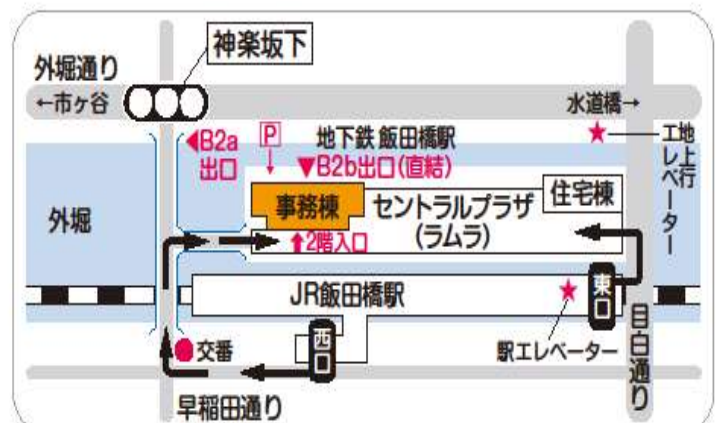 神楽坂下
外堀通り
←市ヶ谷
水道橋→
◀B2a
出口
P
地下鉄 飯田橋駅
▼B2b出口(直結)
★
地上行
エレベーター
事務棟
セントラルプラザ
(ラムラ)
住宅棟
外堀
⬆2階入口
JR飯田橋駅
★
東口
西口
交番
駅エレベーター
目白通り
早稲田通り